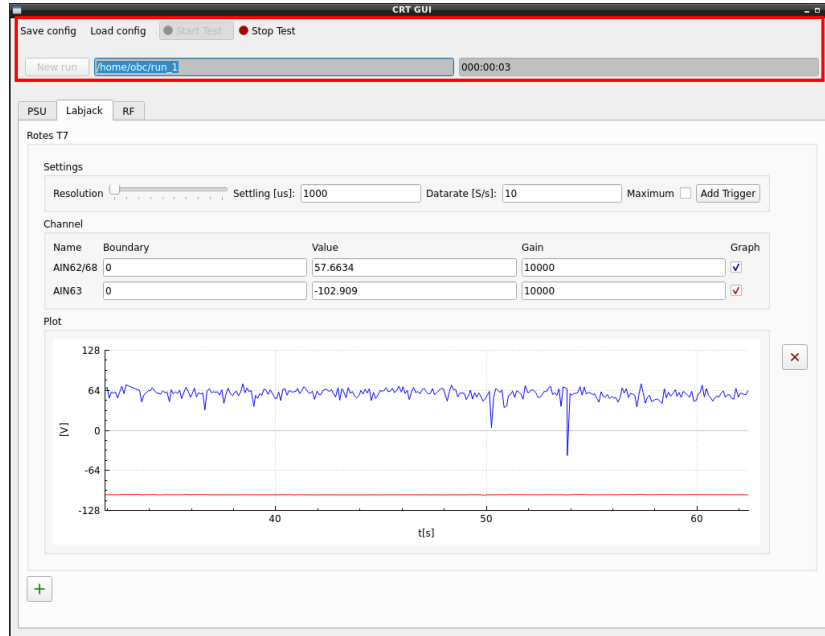 CRT GUI
Save config Load config Start Test Stop Test
New run /home/obc/run_1 000:00:03
PSU Labjack RF
Rotes T7
Settings
Resolution Settling [us]: 1000 Datarate [S/s]: 10 Maximum Add Trigger
Channel
Name Boundary Value Gain Graph
AIN62/68 0 57.6634 10000
AIN63 0 -102.909 10000
Plot
128
64
0
-64
-128
[V]
40 50 60
t[s]